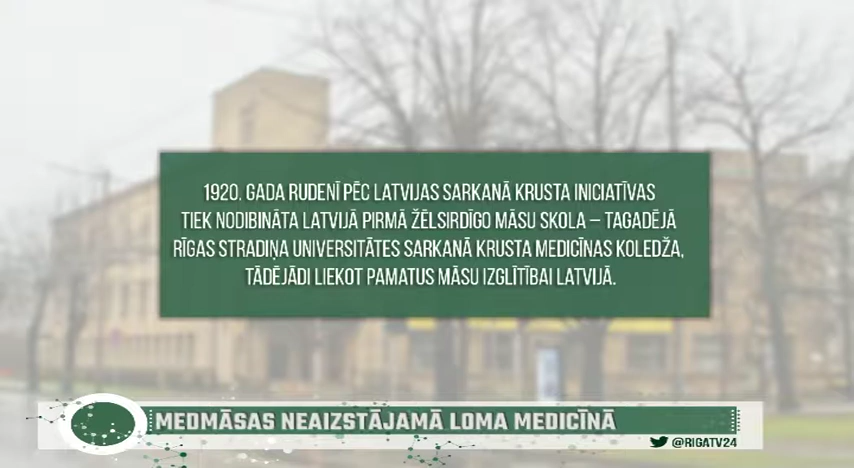 1920. GADA RUDENĪ PĒC LATVIJAS SARKANĀ KRUSTA INICIATĪVAS
TIEK NODIBINĀTA LATVIJĀ PIRMĀ ŽĒLSIRDĪGO MĀSU SKOLA – TAGADĒJĀ
RĪGAS STRADIŅA UNIVERSITĀTES SARKANĀ KRUSTA MEDICĪNAS KOLEDŽA,
TĀDĒJĀDI LIEKOT PAMATUS MĀSU IZGLĪTĪBAI LATVIJĀ.
MEDMĀSAS NEAIZSTĀJAMĀ LOMA MEDICĪNĀ
@RIGATV24